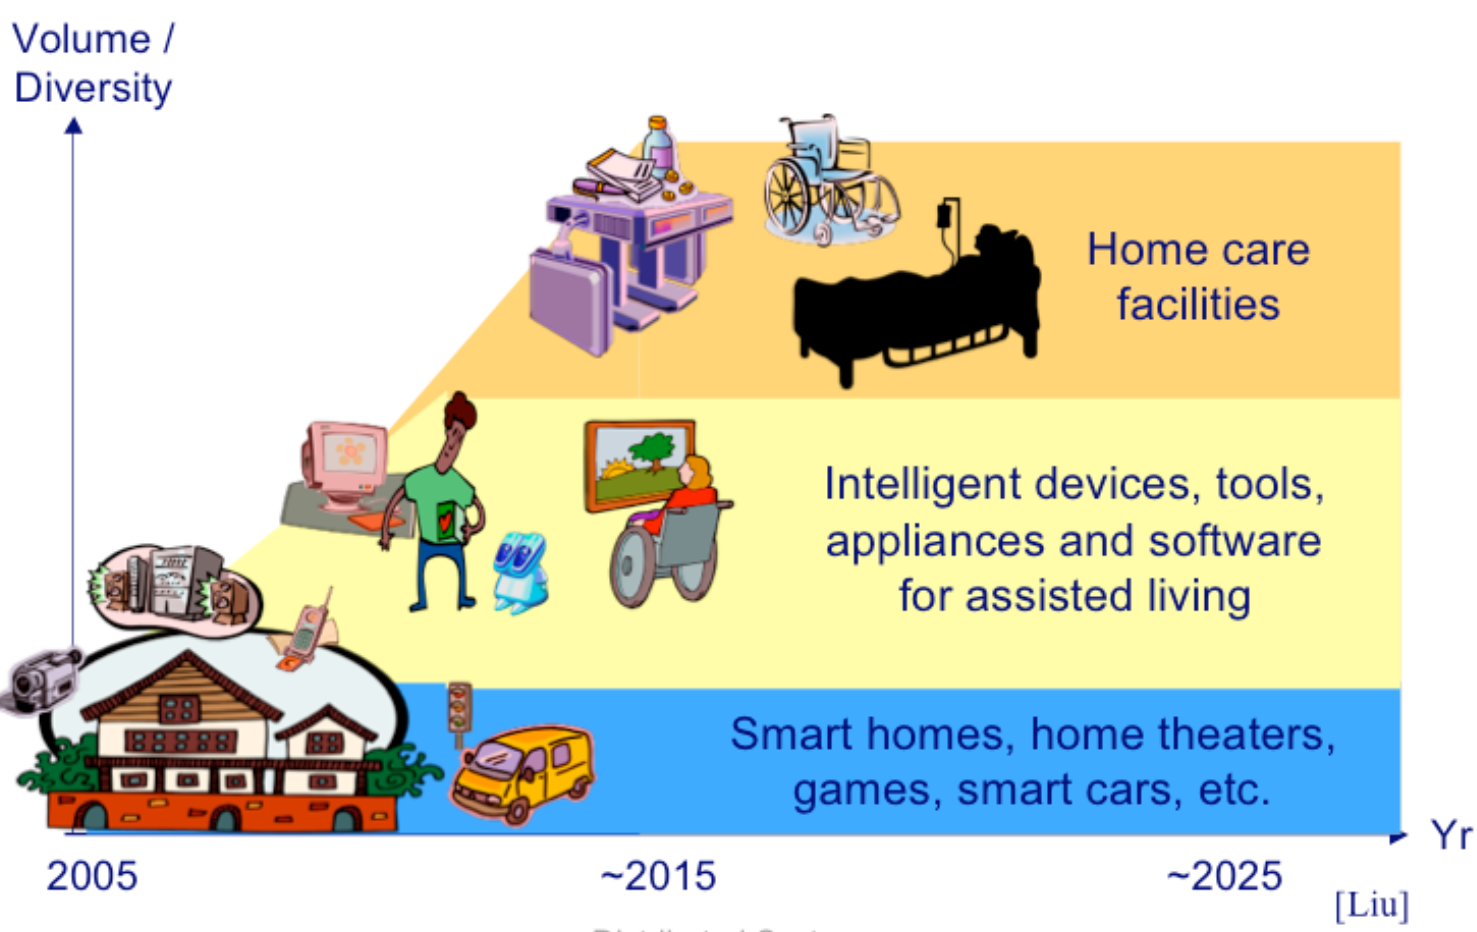 Volume /
Diversity
Home care
facilities
Intelligent devices, tools,
appliances and software
for assisted living
Smart homes, home theaters,
games, smart cars, etc.
Yr
2005
~2015
~2025
[Liu]